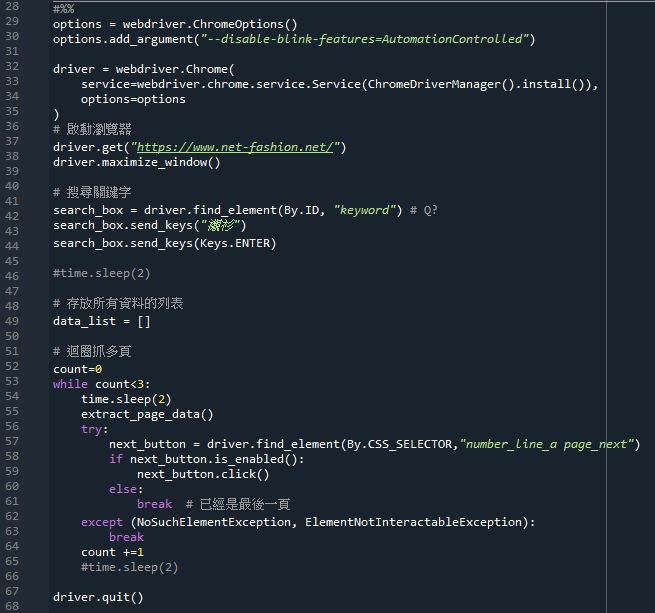 28 #%%
29 options = webdriver.ChromeOptions()
30 options.add_argument("--disable-blink-features=AutomationControlled")
31
32 driver = webdriver.Chrome(
33     service=webdriver.chrome.service.Service(ChromeDriverManager().install()),
34     options=options
35 )
36 # 啟動瀏覽器
37 driver.get("https://www.net-fashion.net/")
38 driver.maximize_window()
39
40 # 搜尋關鍵字
41 search_box = driver.find_element(By.ID, "keyword") # Q?
42 search_box.send_keys("")
43
44 search_box.send_keys(Keys.ENTER)
45
46 #time.sleep(2)
47
48 # 存放所有資料的列表
49 data_list = []
50
51 # 迴圈抓多頁
52 count=0
53 while count<3:
54     time.sleep(2)
55     extract_page_data()
56     try:
57         next_button = driver.find_element(By.CSS_SELECTOR,"number_line_a page_next")
58         if next_button.is_enabled():
59             next_button.click()
60         else:
61             break  # 已經是最後一頁
62     except (NoSuchElementException, ElementNotInteractableException):
63         break
64     count +=1
65     #time.sleep(2)
66
67 driver.quit()
68